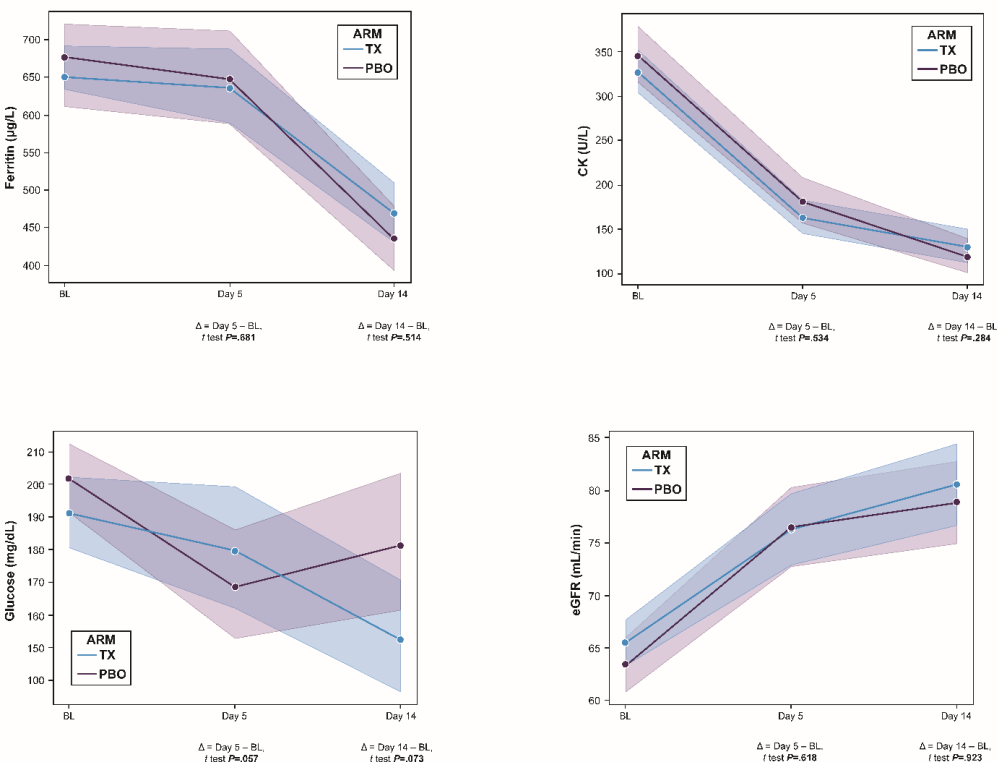 ARM
TX
PBO
Ferritin (µg/L)
700
650
600
550
500
450
400
BL
Day 5
Day 14
Δ = Day 5 – BL,
t test P=.681
Δ = Day 14 – BL,
t test P=.514
ARM
TX
PBO
CK (U/L)
350
300
250
200
150
100
BL
Day 5
Day 14
Δ = Day 5 – BL,
t test P=.534
Δ = Day 14 – BL,
t test P=.284
ARM
TX
PBO
Glucose (mg/dL)
210
200
190
180
170
160
150
100
BL
Day 5
Day 14
Δ = Day 5 – BL,
t test P=.057
Δ = Day 14 – BL,
t test P=.073
ARM
TX
PBO
eGFR (mL/min)
85
80
75
70
65
60
BL
Day 5
Day 14
Δ = Day 5 – BL,
t test P=.618
Δ = Day 14 – BL,
t test P=.923